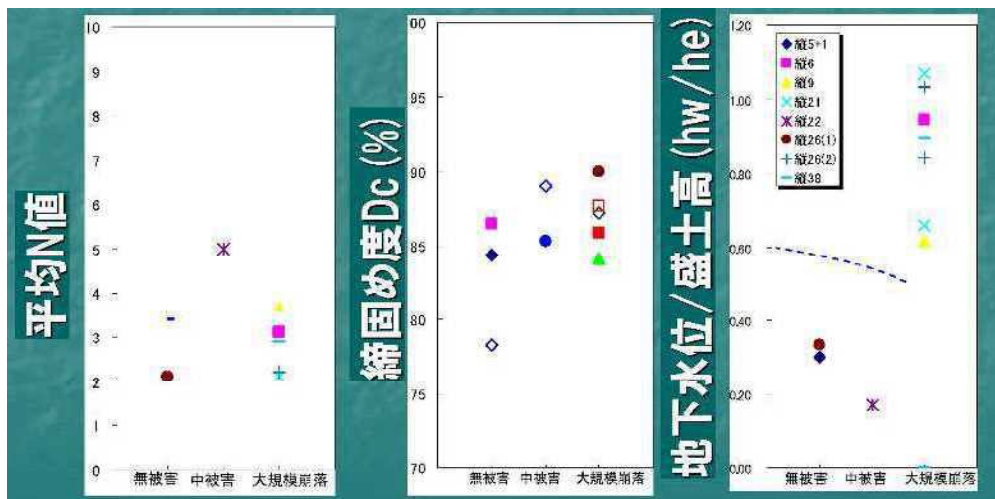 平均N値
10
9
8
7
6
5
4
3
2
1
0
無被害 中被害 大規模崩落
締固め度Dc(%)
00
95
90
85
80
85
70
無被害 中被害 大規模崩落
地下水位/盛土高(hw/he)
1.20
1.00
0.80
0.60
0.40
0.20
0.00
縦5+1
縦6
縦9
縦21
縦22
縦26(1)
縦26(2)
縦38
無被害 中被害 大規模崩落